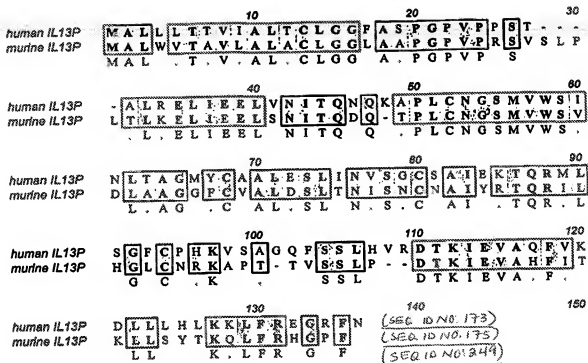 10 20 30
human IL13P M A L L L T T V I A L T C L G G F A S P G P V P P S T - - -
murine IL13P M A L W V T A V L A L A C L G G L A A P G P V P R S V S L P
M A L . T . V . A L . C L G G A . P G P V P S
40 50 60
human IL13P - A L R E L I E E L V N I T Q N Q K A P L C N G S M V W S I
murine IL13P L T L K E L I E E L S N I T Q D Q - T P L C N G S M V W S V
. L . E L I E E L N I T Q Q . P L C N G S M V W S .
70 80 90
human IL13P N L T A G M Y C A A L E S L I N V S G C S A I E K T Q R M L
murine IL13P D L A A G G F C V A L D S L T N I S N C N A I Y R T Q R I L
L . A G . C A L . S L N . S . C . A I . T Q R . L
100 110 120
human IL13P S G F C P H K V S A G Q F S S L H V R D T K I E V A Q F V K
murine IL13P H G L C N R K A P T - T V S S L P - - D T K I E V A H F I T
G C . K . S S L D T K I E V A . F .
130 140 150
human IL13P D L L L H L K K L F R E G R F N (SEQ ID NO: 173)
murine IL13P K L L S Y T K Q L F R H G P F (SEQ ID NO: 175)
L L K . L F R G F (SEQ ID NO: 249)